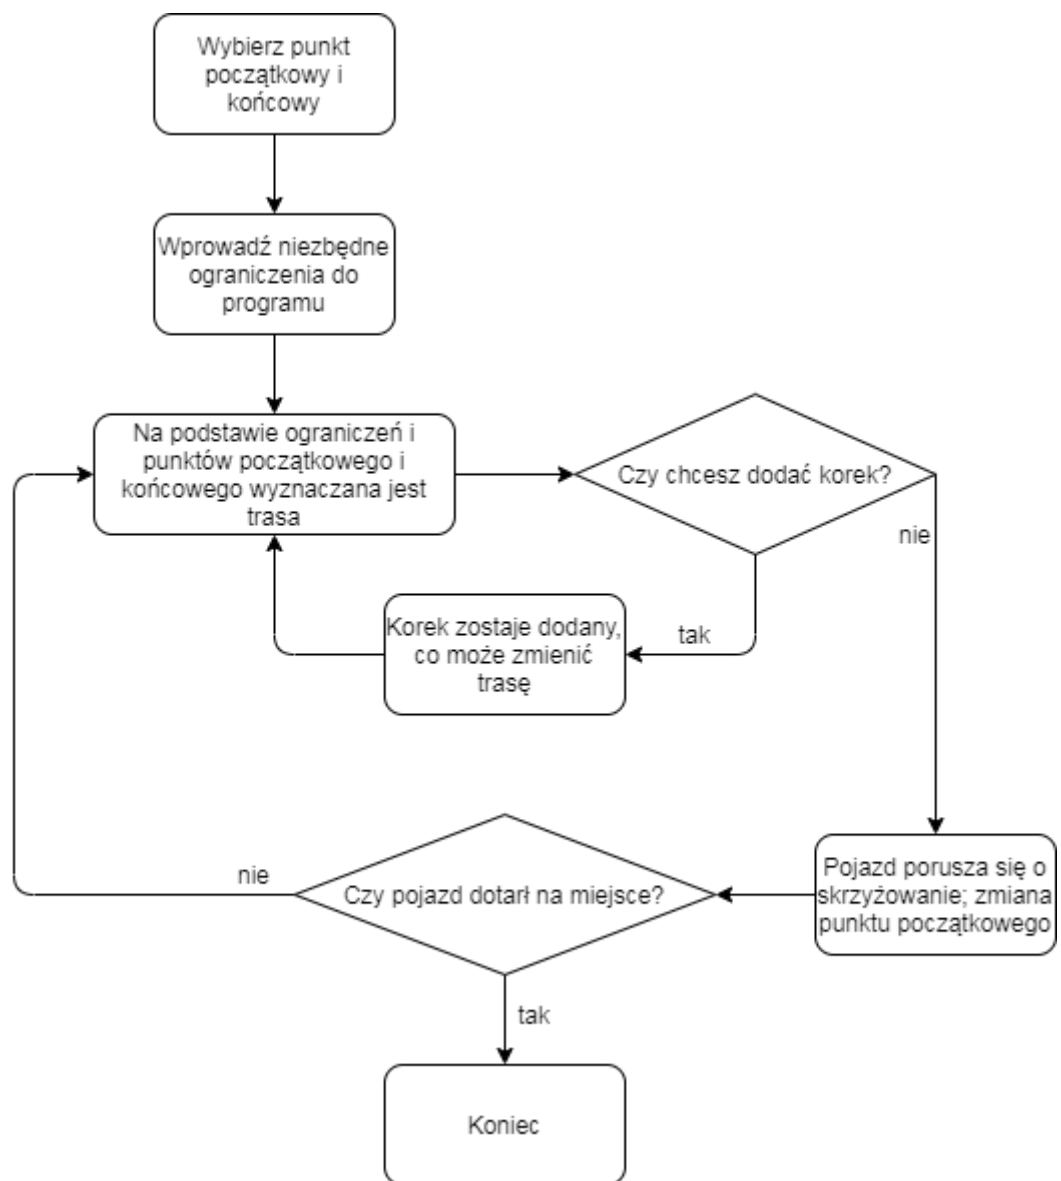 Wybierz punkt
początkowy i
końcowy
Wprowadź niezbędne
ograniczenia do
programu
Na podstawie ograniczeń i
punktów początkowego i
końcowego wyznaczana jest
trasa
Czy chcesz dodać korek?
nie
tak
Korek zostaje dodany,
co może zmienić
trasę
Pojazd porusza się o
skrzyżowanie; zmiana
punktu początkowego
Czy pojazd dotarł na miejsce?
nie
tak
Koniec